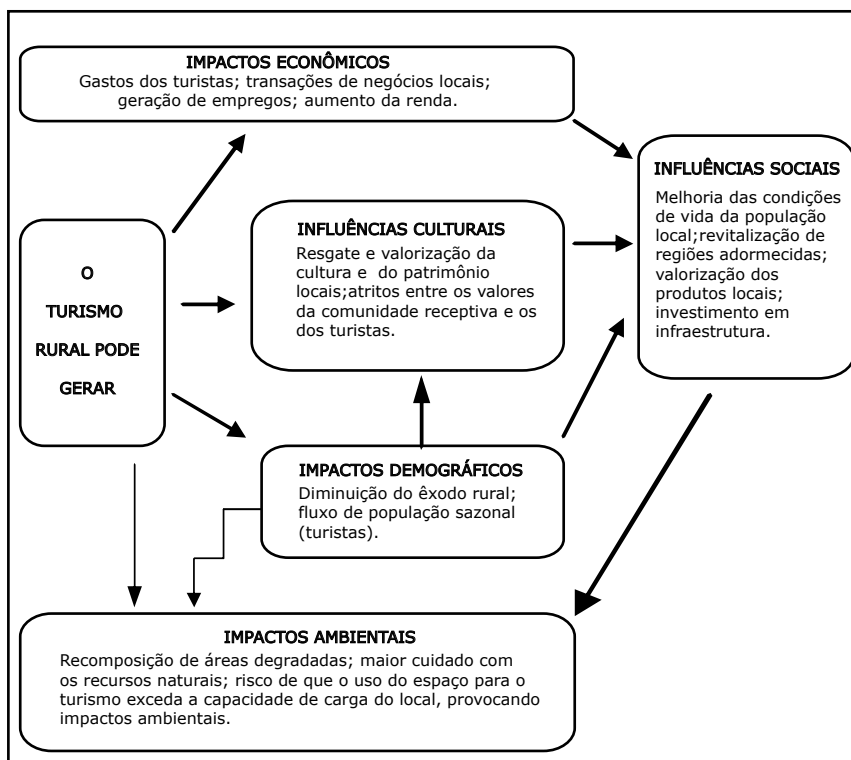 IMPACTOS ECONÔMICOS
Gastos dos turistas; transações de negócios locais;
geração de empregos; aumento da renda.
O
TURISMO
RURAL PODE
GERAR
INFLUÊNCIAS CULTURAIS
Resgate e valorização da
cultura e do patrimônio
locais;atritos entre os valores
da comunidade receptiva e os
dos turistas.
INFLUÊNCIAS SOCIAIS
Melhoria das condições
de vida da população
local;revitalização de
regiões adormecidas;
valorização dos
produtos locais;
investimento em
infraestrutura.
IMPACTOS DEMOGRÁFICOS
Diminuição do êxodo rural;
fluxo de população sazonal
(turistas).
IMPACTOS AMBIENTAIS
Recomposição de áreas degradadas; maior cuidado com
os recursos naturais; risco de que o uso do espaço para o
turismo exceda a capacidade de carga do local, provocando
impactos ambientais.